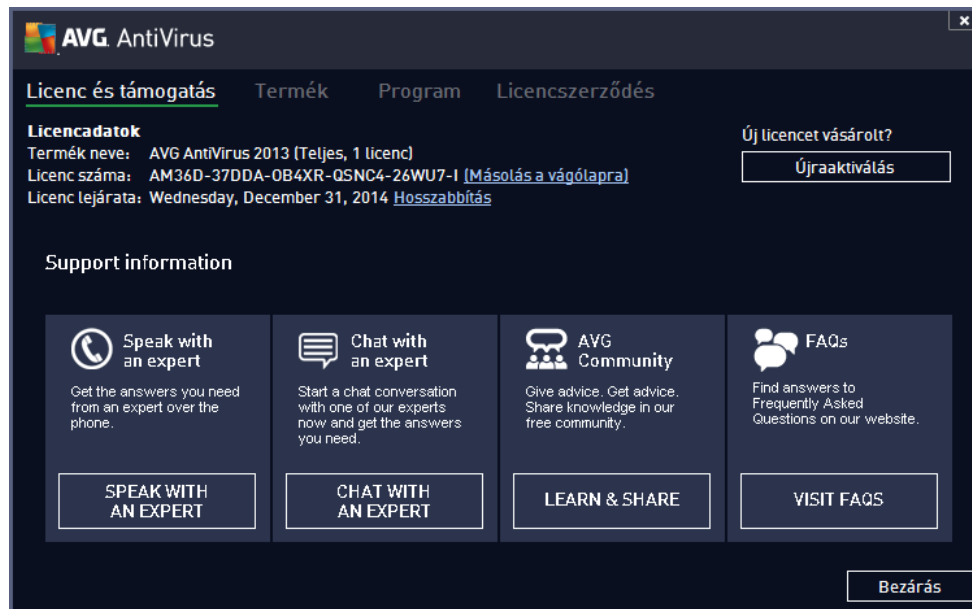 AVG. AntiVirus
Licenc és támogatás Termék Program Licencszerződés
Licencadatok
Termék neve: AVG AntiVirus 2013 (Teljes, 1 licenc)
Licenc száma: AM36D-37DDA-0B4XR-QSNC4-26WU7-I (Másolás a vágólapra)
Licenc lejárata: Wednesday, December 31, 2014 Hosszabbítás
Új licencet vásárolt?
Újraaktiválás
Support information
Speak with
an expert
Get the answers you need
from an expert over the
phone.
SPEAK WITH
AN EXPERT
Chat with
an expert
Start a chat conversation
with one of our experts
now and get the answers
you need.
CHAT WITH
AN EXPERT
AVG
Community
Give advice. Get advice.
Share knowledge in our
free community.
LEARN & SHARE
FAQs
Find answers to
Frequently Asked
Questions on our website.
VISIT FAQS
Bezárás